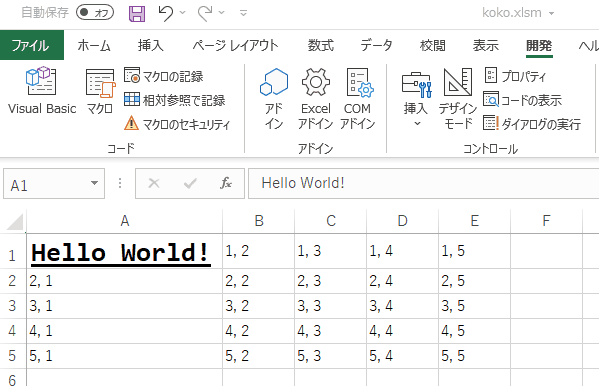 自動保存 オフ koko.xlsm
ファイル ホーム 挿入 ページ レイアウト 数式 データ 校閲 表示 開発 ヘル
Visual Basic マクロ マクロの記録 相対参照で記録 マクロのセキュリティ
コード
アド
イン Excel
アドイン COM
アドイン
アドイン
挿入 デザイン
モード プロパティ コードの表示 ダイアログの実行
コントロール
A1 fx Hello World!
A B C D E F
1 Hello World! 1, 2 1, 3 1, 4 1, 5
2 2, 1 2, 2 2, 3 2, 4 2, 5
3 3, 1 3, 2 3, 3 3, 4 3, 5
4 4, 1 4, 2 4, 3 4, 4 4, 5
5 5, 1 5, 2 5, 3 5, 4 5, 5
6